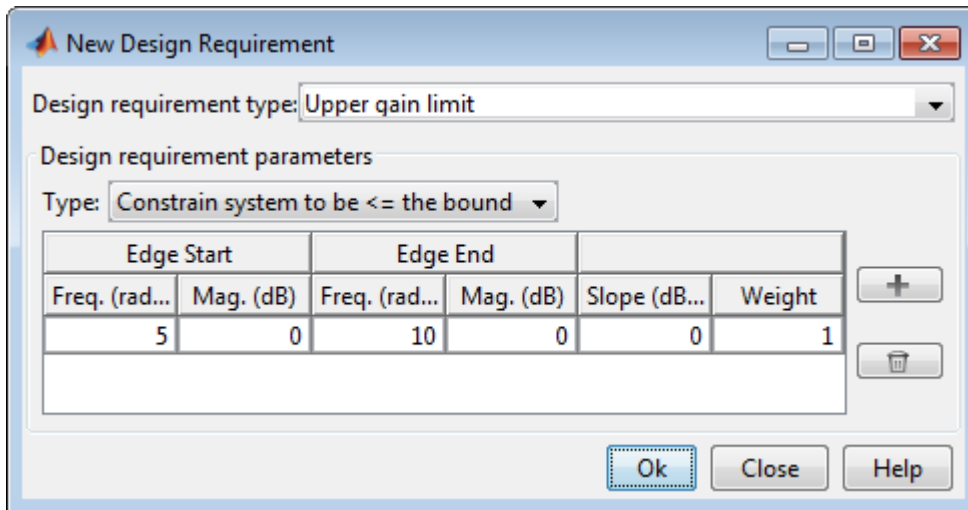 New Design Requirement
Design requirement type: Upper gain limit
Design requirement parameters
Type: Constrain system to be <= the bound
Edge Start Edge End
Freq. (rad... Mag. (dB) Freq. (rad... Mag. (dB) Slope (dB... Weight
5 0 10 0 0 1
Ok Close Help